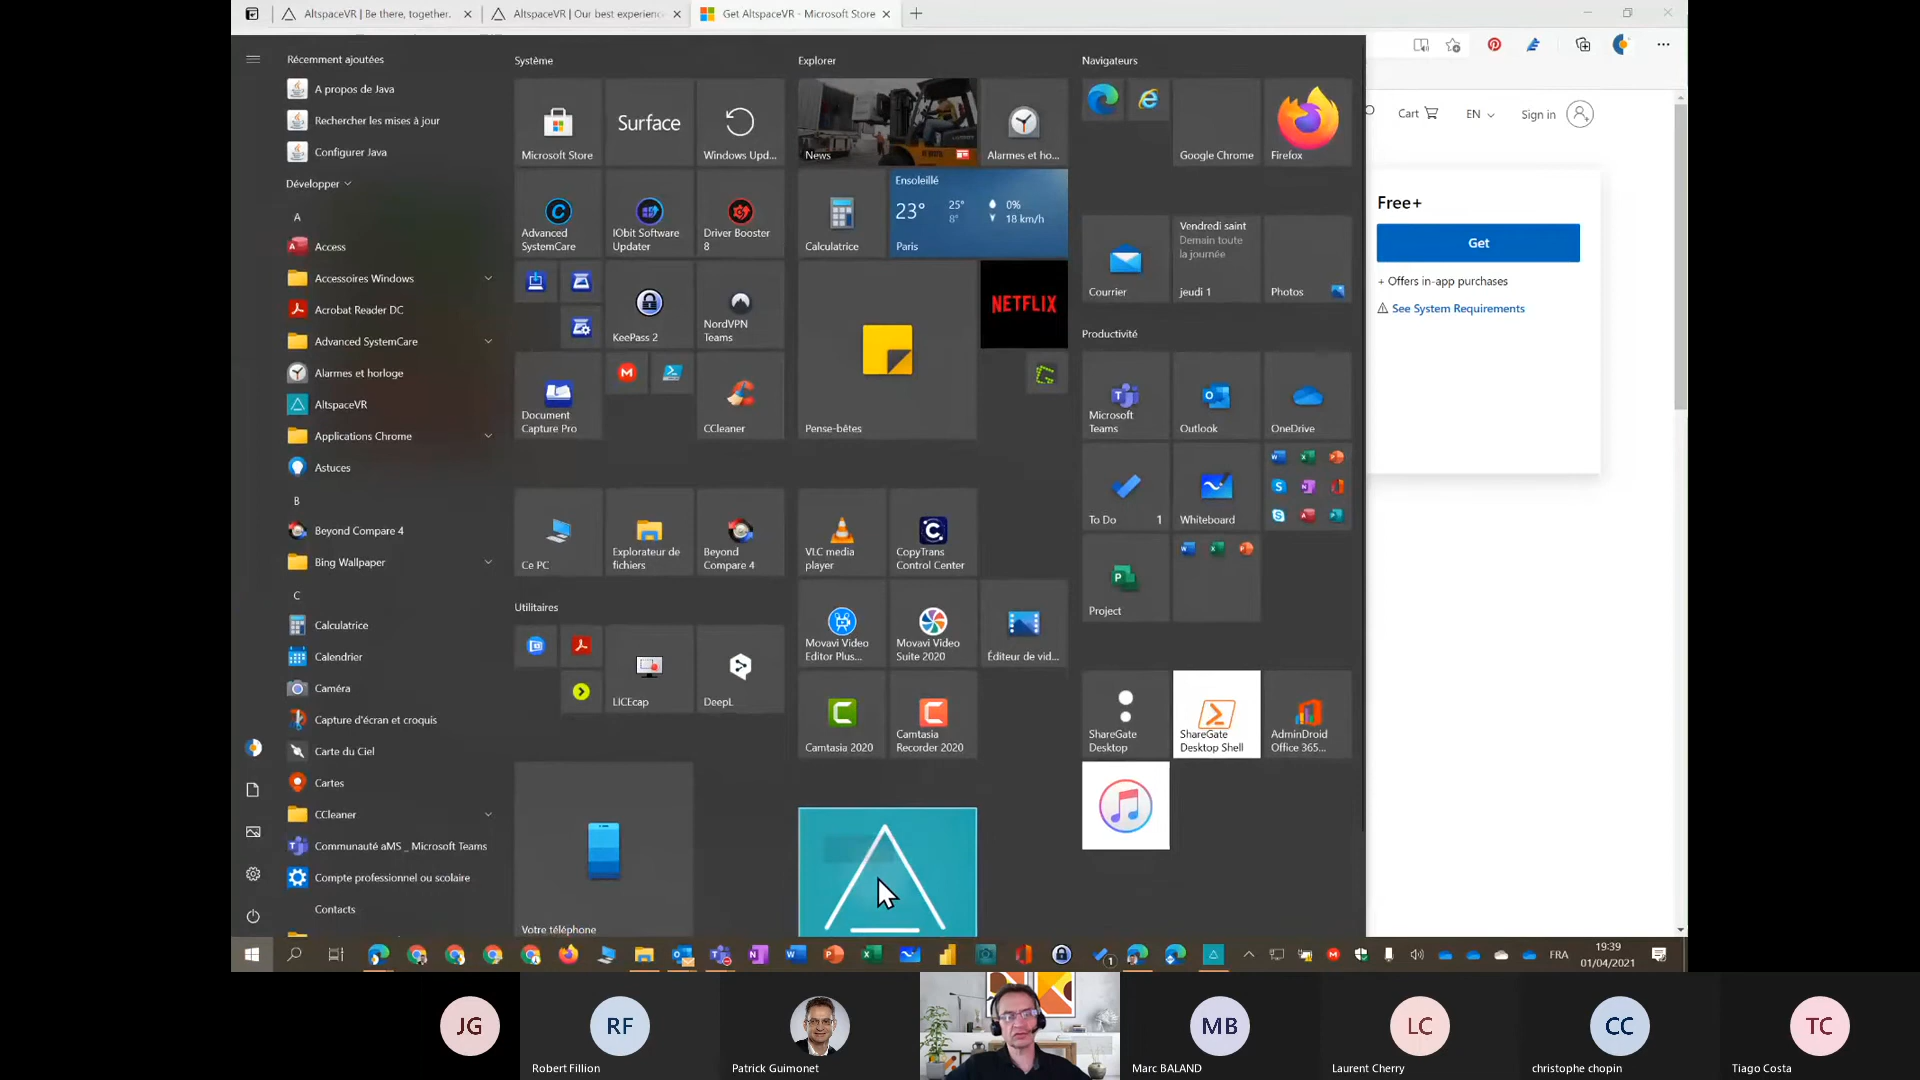 AltspaceVR | Be there, together.
AltspaceVR | Our best experienc
Get AltspaceVR - Microsoft Store
Cart
EN
Sign in
Free+
Get
+ Offers in-app purchases
See System Requirements
Récemment ajoutées
A propos de Java
Rechercher les mises à jour
Configurer Java
Développer
A
Access
Accessoires Windows
Acrobat Reader DC
Advanced SystemCare
Alarmes et horloge
AltspaceVR
Applications Chrome
Astuces
B
Beyond Compare 4
Bing Wallpaper
C
Calculatrice
Calendrier
Caméra
Capture d'écran et croquis
Carte du Ciel
Cartes
CCleaner
Communauté aMS _ Microsoft Teams
Compte professionnel ou scolaire
Contacts
Système
Microsoft Store
Surface
Windows Upd...
Advanced
SystemCare
IObit Software
Updater
Driver Booster
8
KeePass 2
NordVPN
Teams
Document
Capture Pro
CCleaner
Ce PC
Explorateur de
fichiers
Beyond
Compare 4
Utilitaires
LICEcap
DeepL
Votre téléphone
Explorer
News
Alarmes et ho...
Calculatrice
Ensoleillé
23°
25°
8°
0%
18 km/h
Paris
Pense-bêtes
NETFLIX
VLC media
player
CopyTrans
Control Center
Movavi Video
Editor Plus...
Movavi Video
Suite 2020
Éditeur de vid...
Camtasia 2020
Camtasia
Recorder 2020
Navigateurs
Google Chrome
Firefox
Courrier
Vendredi saint
Demain toute
la journée
jeudi 1
Photos
Productivité
Microsoft
Teams
Outlook
OneDrive
To Do
1
Whiteboard
Project
ShareGate
Desktop
ShareGate
Desktop Shell
AdminDroid
Office 365...
1
FRA
19:39
01/04/2021
JG
RF
Robert Fillion
Patrick Guimonet
MB
Marc BALAND
LC
Laurent Cherry
CC
christophe chopin
TC
Tiago Costa